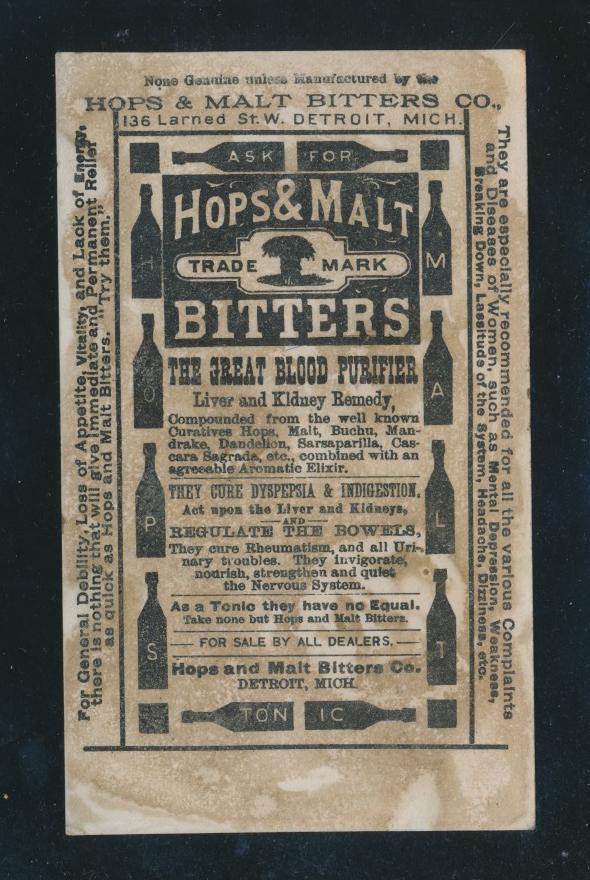 None Genuine unless Manufactured by the
HOPS & MALT BITTERS CO.,
136 Larned St. W. DETROIT, MICH.
ASK FOR
HOPS & MALT
TRADE MARK
BITTERS
THE GREAT BLOOD PURIFIER
Liver and Kidney Remedy,
Compounded from the well known
Curatives Hops, Malt, Buchu, Man-
drake, Dandelion, Sarsaparilla, Cas-
cara Sagrada, etc., combined with an
agreeable Aromatic Elixir.
THEY CURE DYSPEPSIA & INDIGESTION,
Act upon the Liver and Kidneys,
AND
REGULATE THE BOWELS,
They cure Rheumatism, and all Uri-
nary troubles. They invigorate,
nourish, strengthen and quiet
the Nervous System.
As a Tonic they have no Equal.
Take none but Hops and Malt Bitters.
FOR SALE BY ALL DEALERS.
Hops and Malt Bitters Co.
DETROIT, MICH.
TONIC
H
O
P
S
M
A
L
T
For General Debility, Loss of Appetite, Vitality, and Lack of Energy,
there is nothing that will give Immediate and Permanent Relief
as quick as Hops and Malt Bitters. "Try them."
They are especially recommended for all the various Complaints
and Diseases of Women, such as Mental Depression, Weakness,
Breaking Down, Lassitude of the System, Headache, Dizziness, etc.